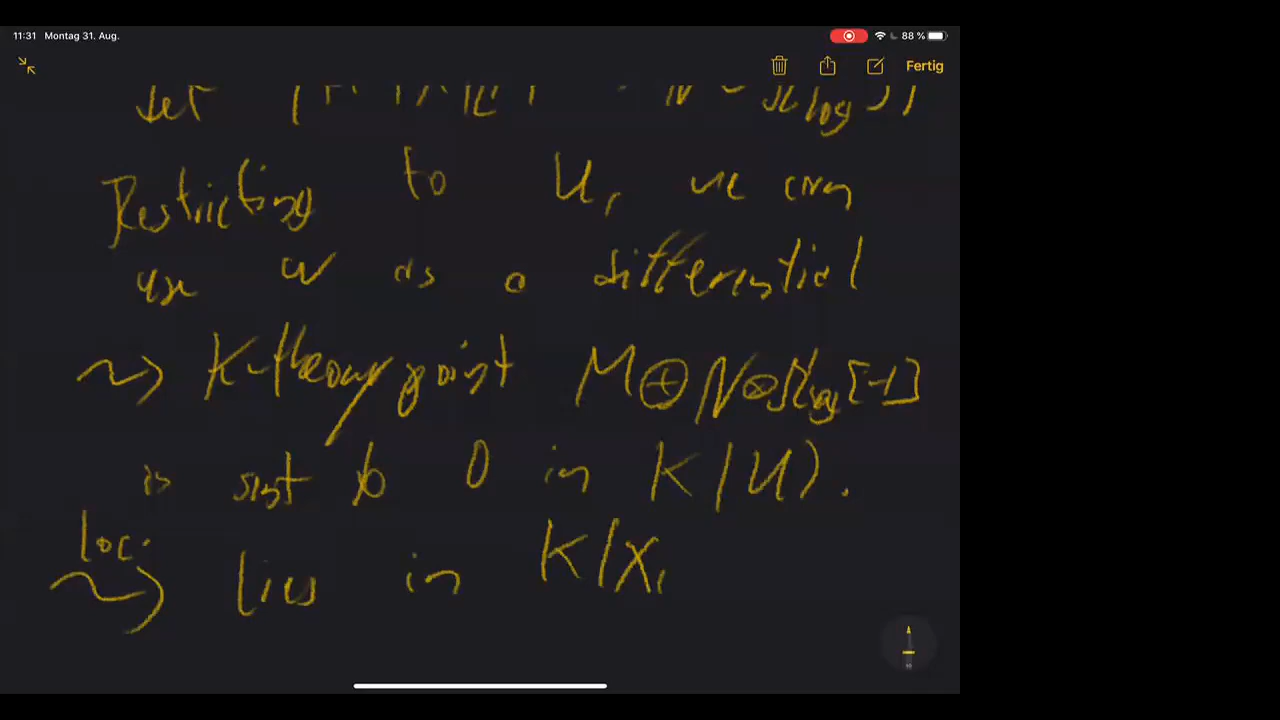 11:31 Montag 31. Aug.
88 %
Fertig
Restricting to U, we can
use w as a differential
⇝ K-theory point M⊕N⊗Ω_log[-1]
is sent to 0 in K(U).
loc.
⇝ lies in K(X,